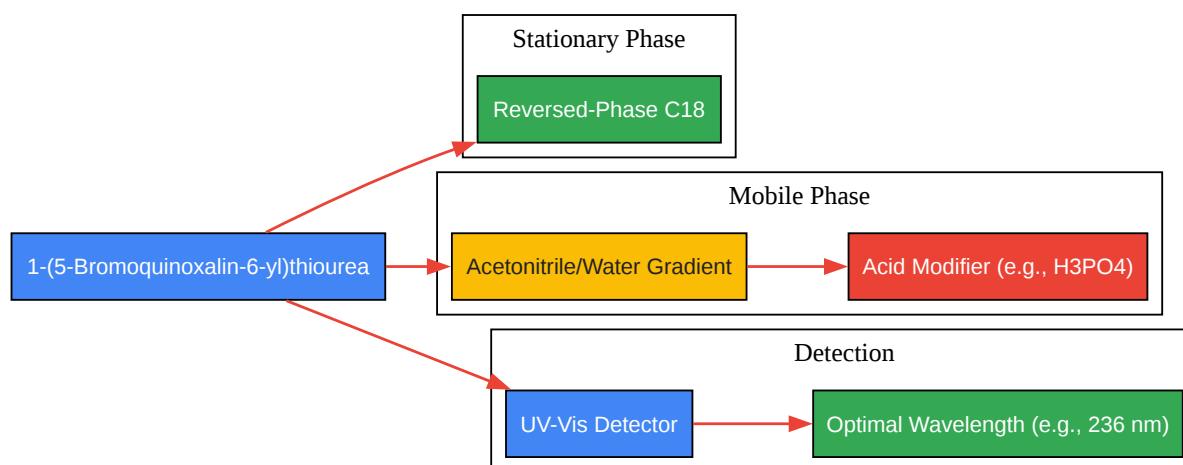 Stationary Phase
Reversed-Phase C18
Mobile Phase
1-(5-Bromoquinoxalin-6-yl)thiourea
Acetonitrile/Water Gradient
Acid Modifier (e.g., H3PO4)
Detection
UV-Vis Detector
Optimal Wavelength (e.g., 236 nm)